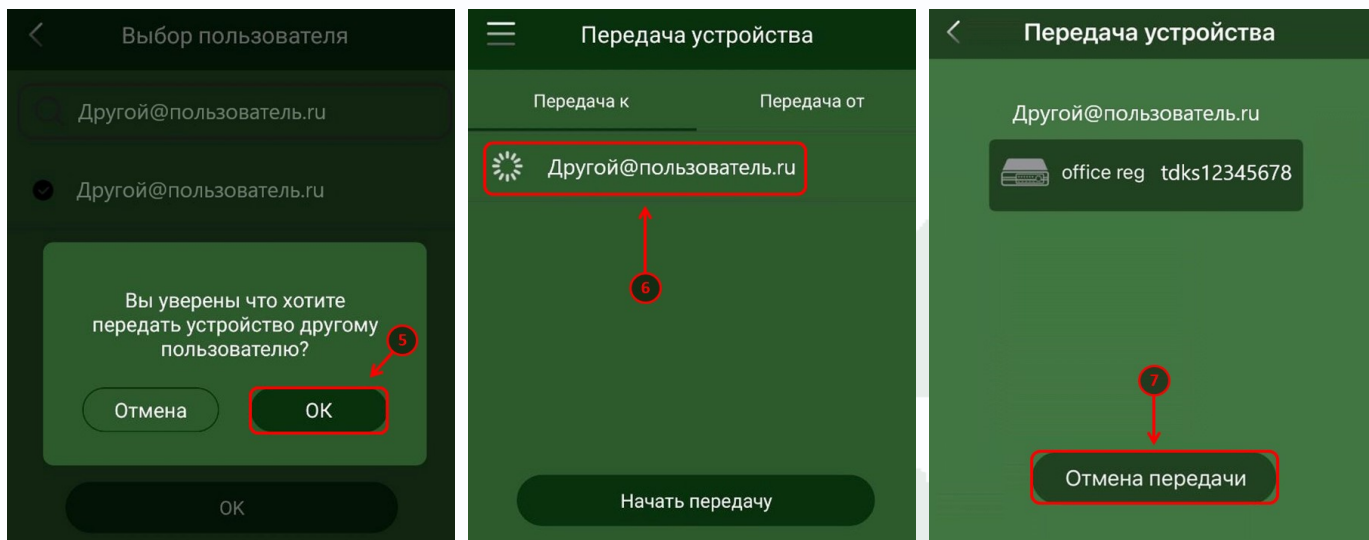 Выбор пользователя
Другой@пользователь.ru
Другой@пользователь.ru
Вы уверены что хотите
передать устройство другому
пользователю?
5
Отмена
ОК
ОК
Передача устройства
Передача к
Передача от
Другой@пользователь.ru
6
Начать передачу
Передача устройства
Другой@пользователь.ru
office reg tdks12345678
7
Отмена передачи